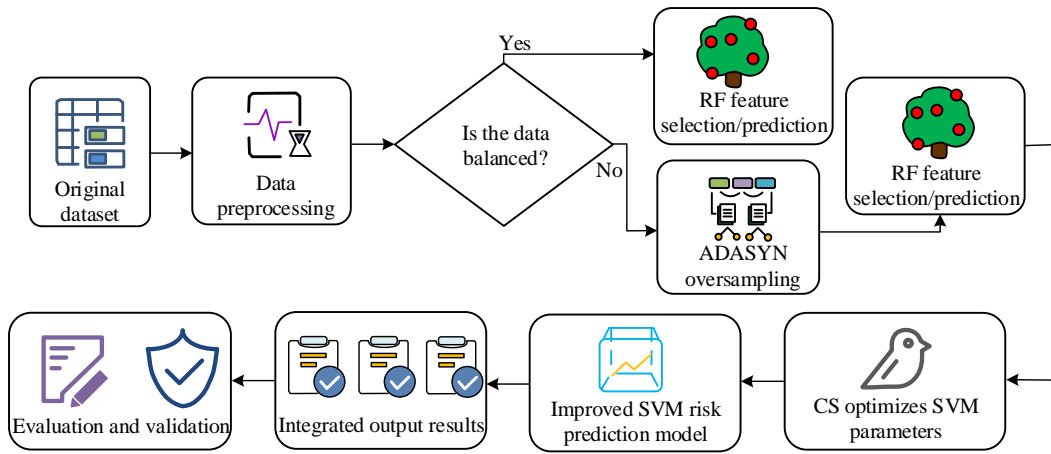 Original
dataset
Data
preprocessing
Is the data
balanced?
Yes
No
RF feature
selection/prediction
ADASYN
oversampling
RF feature
selection/prediction
CS optimizes SVM
parameters
Improved SVM risk
prediction model
Integrated output results
Evaluation and validation